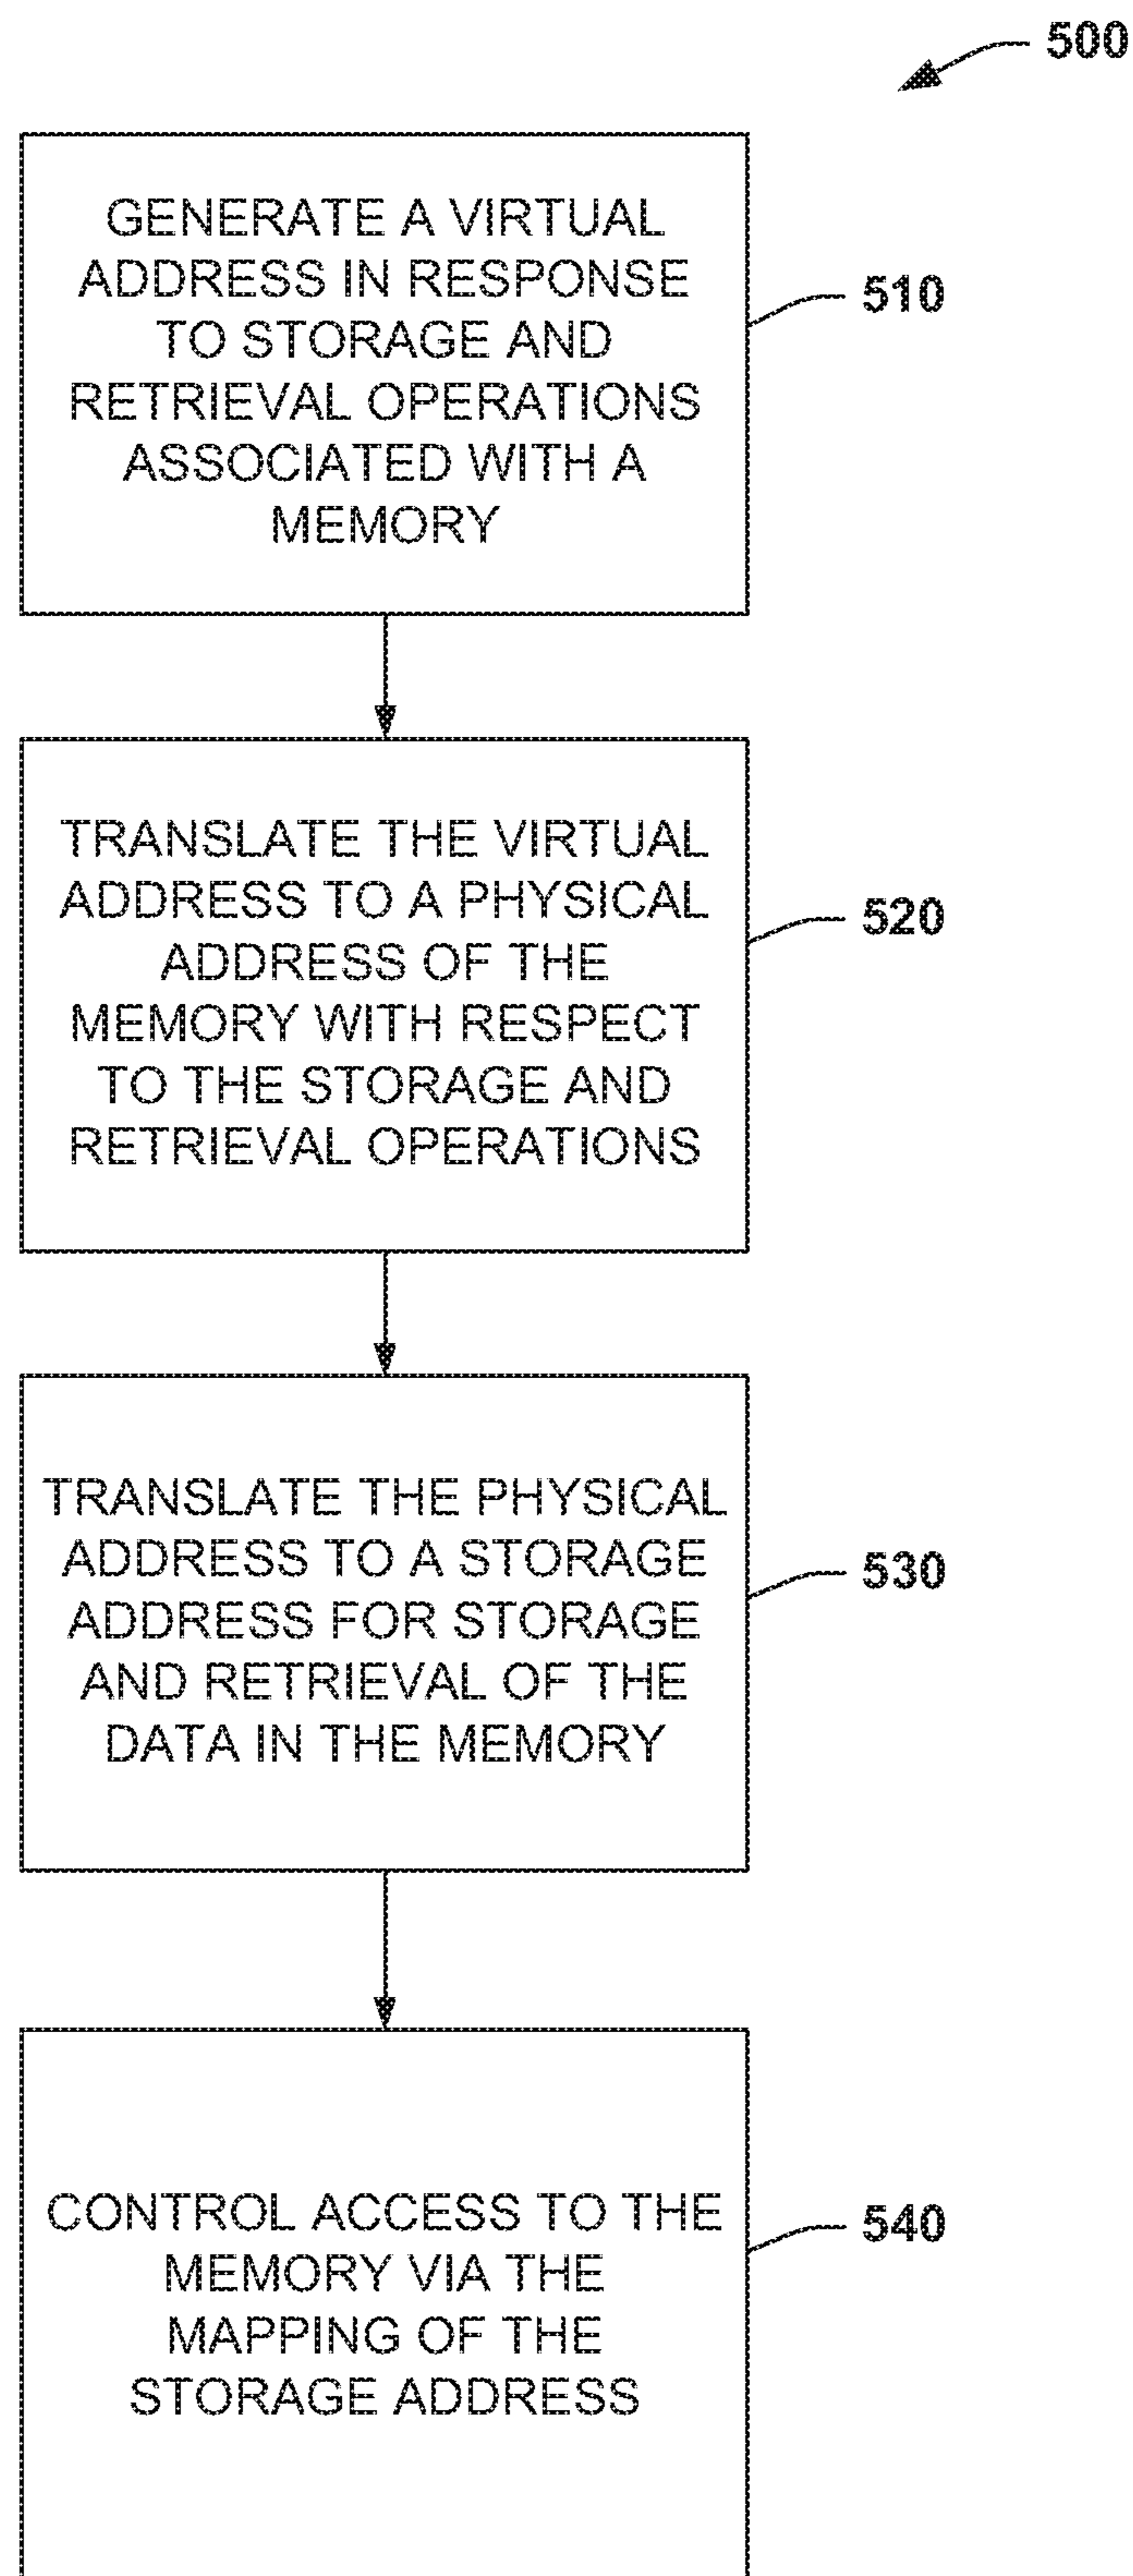 500
GENERATE A VIRTUAL
ADDRESS IN RESPONSE
TO STORAGE AND
RETRIEVAL OPERATIONS
ASSOCIATED WITH A
MEMORY
510
TRANSLATE THE VIRTUAL
ADDRESS TO A PHYSICAL
ADDRESS OF THE
MEMORY WITH RESPECT
TO THE STORAGE AND
RETRIEVAL OPERATIONS
520
TRANSLATE THE PHYSICAL
ADDRESS TO A STORAGE
ADDRESS FOR STORAGE
AND RETRIEVAL OF THE
DATA IN THE MEMORY
530
CONTROL ACCESS TO THE
MEMORY VIA THE
MAPPING OF THE
STORAGE ADDRESS
540